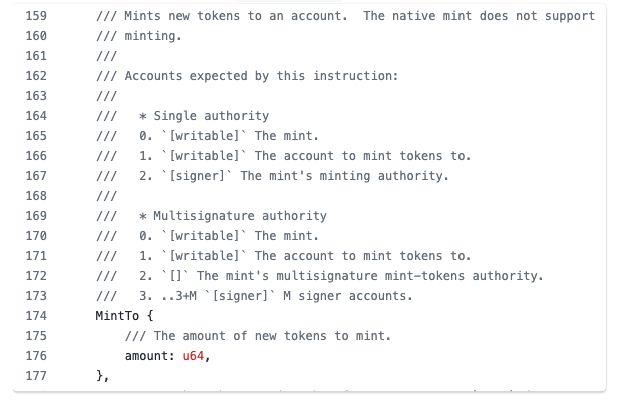 159 /// Mints new tokens to an account.  The native mint does not support
160 /// minting.
161 ///
162 /// Accounts expected by this instruction:
163 ///
164 ///   * Single authority
165 ///   0. `[writable]` The mint.
166 ///   1. `[writable]` The account to mint tokens to.
167 ///   2. `[signer]` The mint's minting authority.
168 ///
169 ///   * Multisignature authority
170 ///   0. `[writable]` The mint.
171 ///   1. `[writable]` The account to mint tokens to.
172 ///   2. `[]` The mint's multisignature mint-tokens authority.
173 ///   3. ..3+M `[signer]` M signer accounts.
174 MintTo {
175     /// The amount of new tokens to mint.
176     amount: u64,
177 },